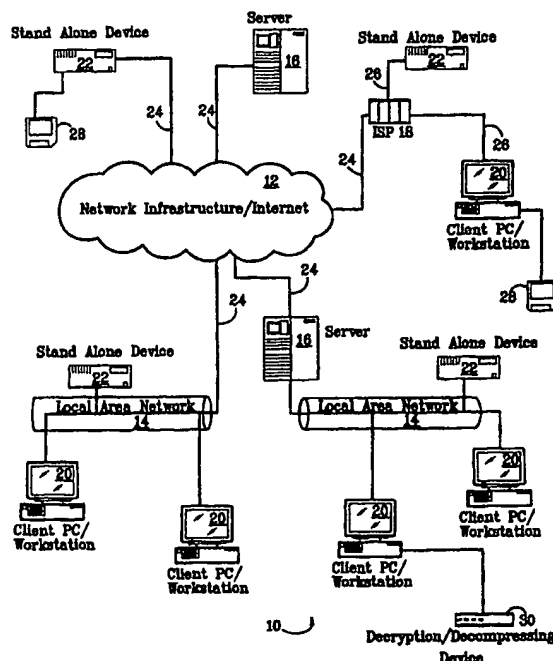 Stand Alone Device
22
28
24
Server
16
24
Stand Alone Device
22
26
ISP 18
24
26
20
Client PC/
Workstation
28
12
Network Infrastructure/Internet
24
24
16
Server
Stand Alone Device
22
Local Area Network
14
20
Client PC/
Workstation
20
Client PC/
Workstation
Stand Alone Device
22
Local Area Network
14
20
Client PC/
Workstation
20
Client PC/
Workstation
10
30
Decryption/Decompressing
Device